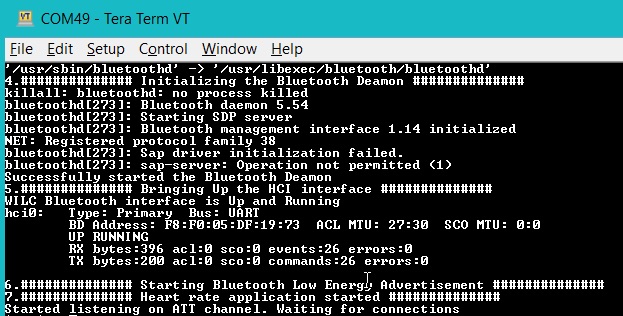 VT
COM49 - Tera Term VT
File Edit Setup Control Window Help
'/usr/sbin/bluetoothd' -> '/usr/libexec/bluetooth/bluetoothd'
4.############## Initializing the Bluetooth Deamon ##############
killall: bluetoothd: no process killed
bluetoothd[273]: Bluetooth daemon 5.54
bluetoothd[273]: Starting SDP server
bluetoothd[273]: Bluetooth management interface 1.14 initialized
NET: Registered protocol family 38
bluetoothd[273]: Sap driver initialization failed.
bluetoothd[273]: sap-server: Operation not permitted (1)
Successfully started the Bluetooth Deamon
5.############## Bringing Up the HCI interface ##############
WILC Bluetooth interface is Up and Running
hci0: Type: Primary Bus: UART
BD Address: F8:F0:05:DF:19:73 ACL MTU: 27:30 SCO MTU: 0:0
UP RUNNING
RX bytes:396 acl:0 sco:0 events:26 errors:0
TX bytes:200 acl:0 sco:0 commands:26 errors:0
6.############## Starting Bluetooth Low Energy Advertisement ##############
7.############## Heart rate application started ##############
Started listening on ATT channel. Waiting for connections